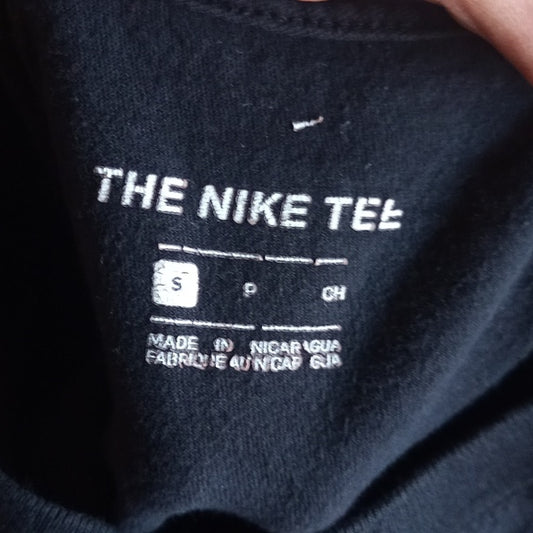 THE NIKE TEE
S P CH
MADE IN NICARAGUA
FABRIQUE AU NICARAGUA